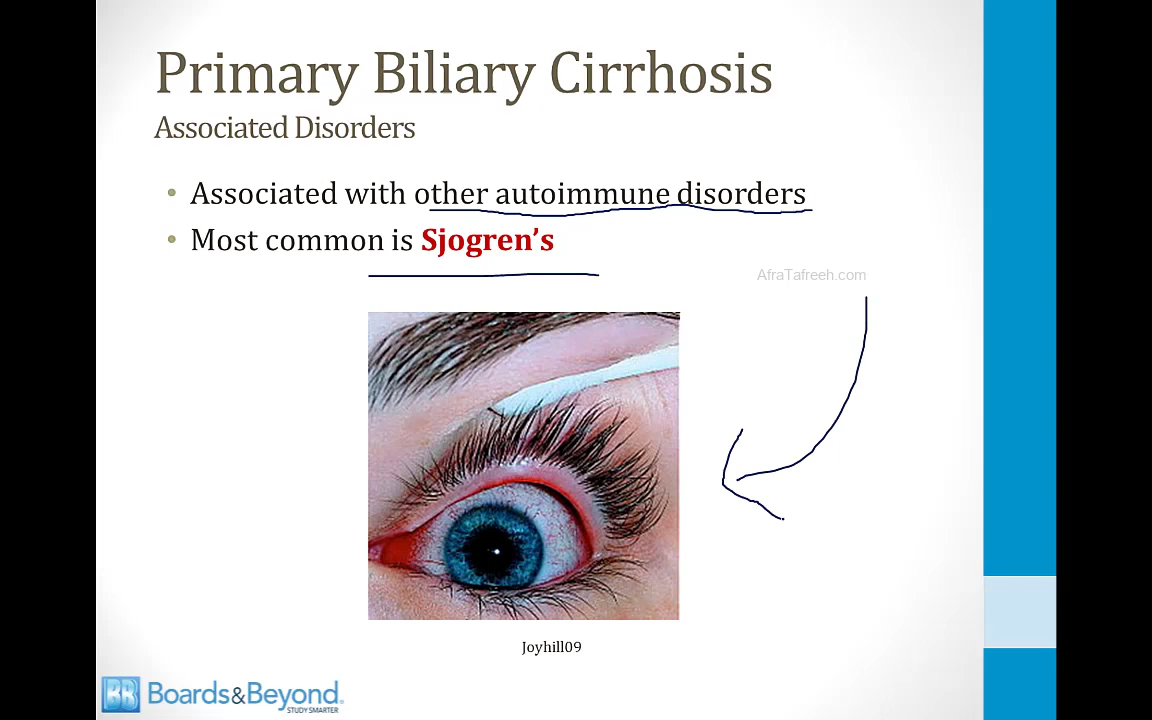 Primary Biliary Cirrhosis
Associated Disorders
• Associated with other autoimmune disorders
• Most common is Sjogren’s
AfraTafreeh.com
Joyhill09
BB Boards&Beyond.
STUDY SMARTER